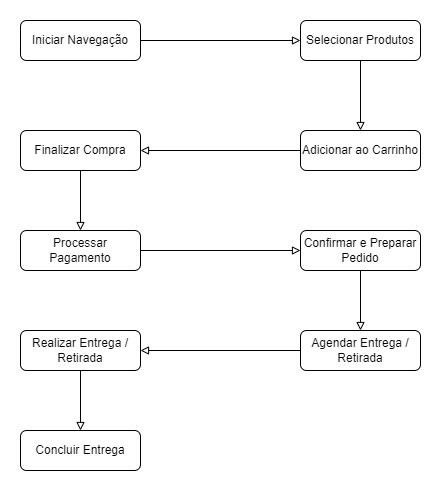 Iniciar Navegação
Selecionar Produtos
Adicionar ao Carrinho
Finalizar Compra
Processar
Pagamento
Confirmar e Preparar
Pedido
Agendar Entrega /
Retirada
Realizar Entrega /
Retirada
Concluir Entrega